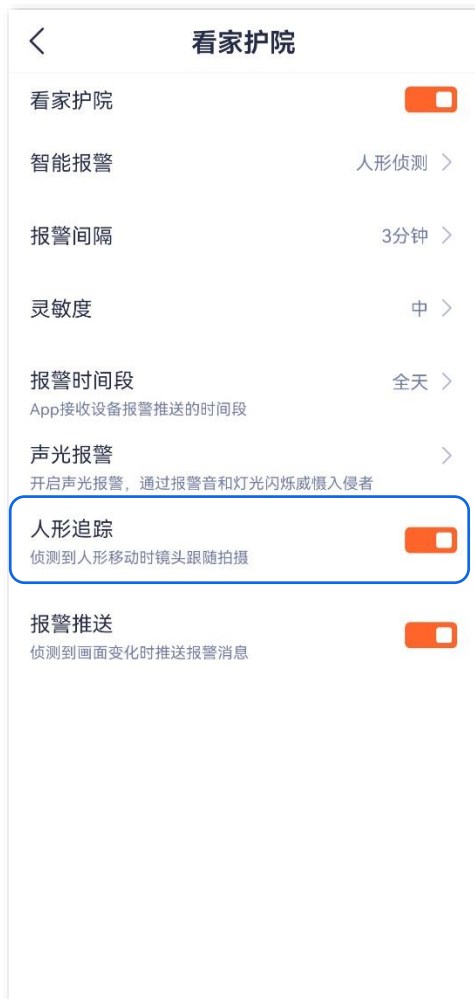 看家护院
看家护院
智能报警 人形侦测
报警间隔 3分钟
灵敏度 中
报警时间段 全天
App接收设备报警推送的时间段
声光报警
开启声光报警，通过报警音和灯光闪烁威慑入侵者
人形追踪
侦测到人形移动时镜头跟随拍摄
报警推送
侦测到画面变化时推送报警消息